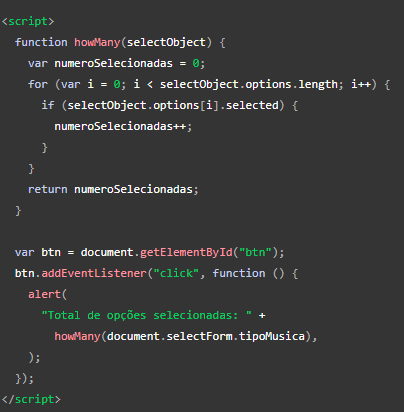 <script>
function howMany(selectObject) {
var numeroSelecionadas = 0;
for (var i = 0; i < selectObject.options.length; i++) {
if (selectObject.options[i].selected) {
numeroSelecionadas++;
}
}
return numeroSelecionadas;
}
var btn = document.getElementById("btn");
btn.addEventListener("click", function () {
alert(
"Total de opções selecionadas: " +
howMany(document.selectForm.tipoMusica),
);
});
</script>